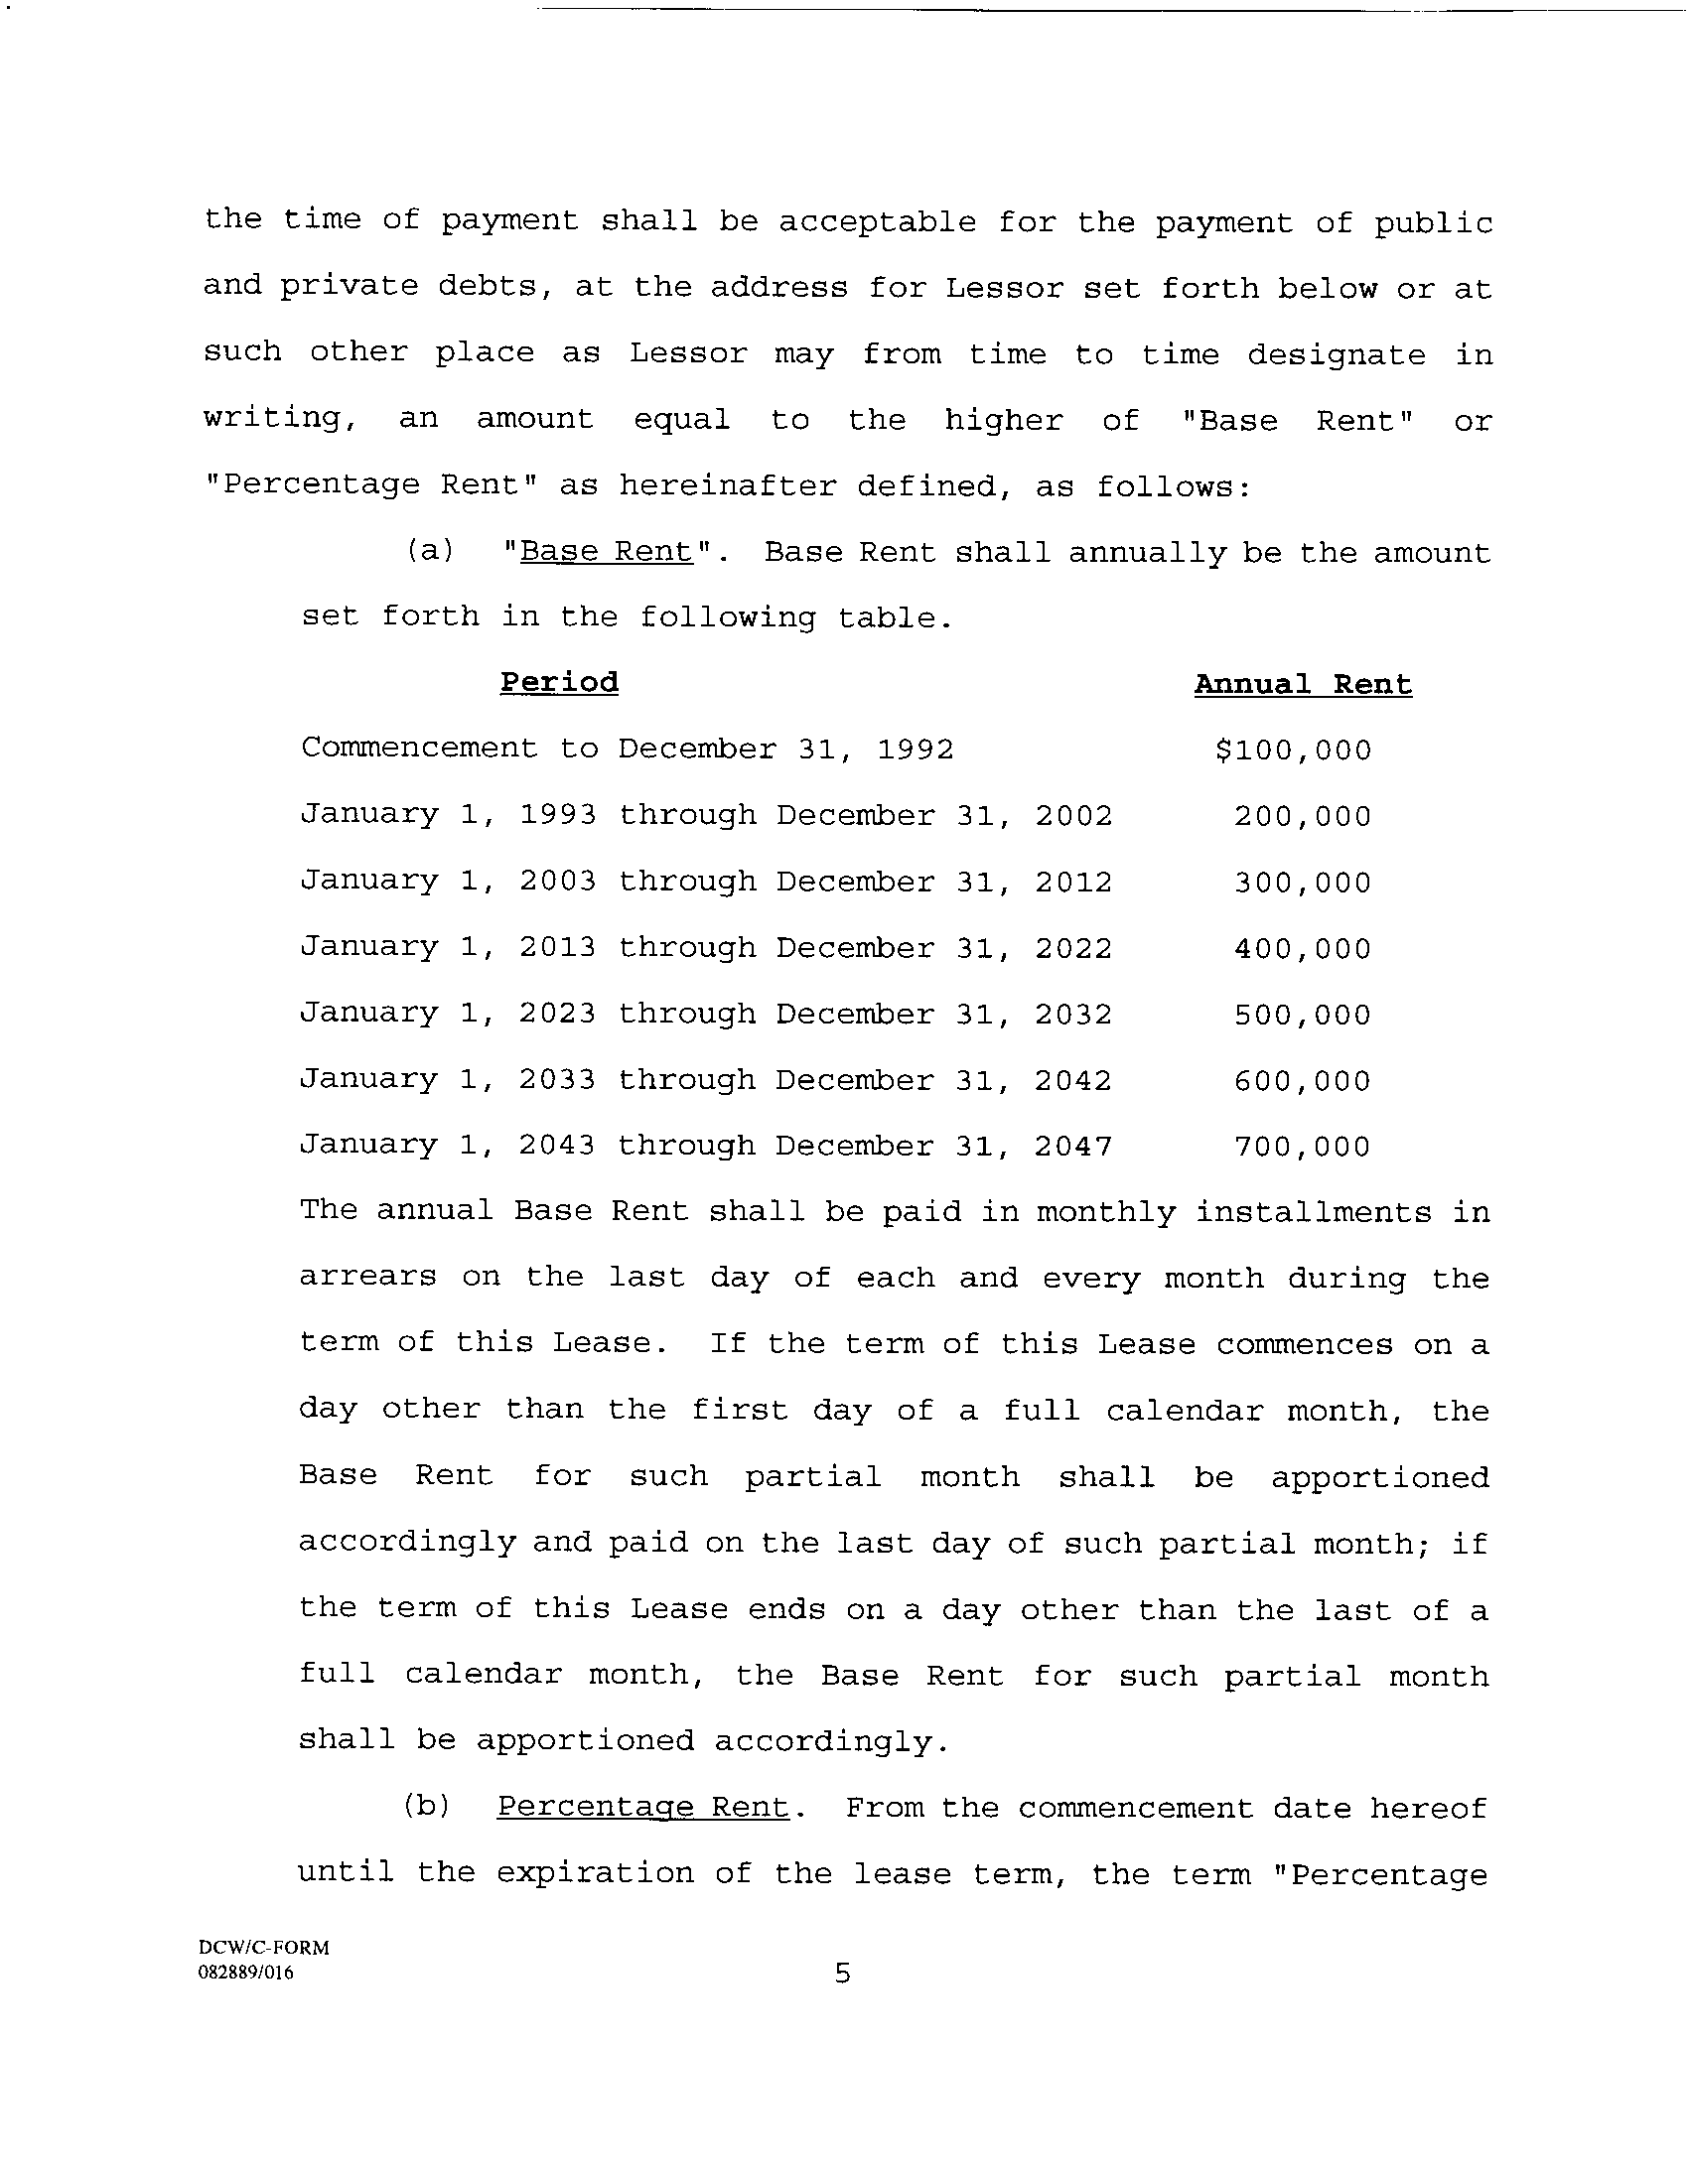 the time of payment shall be acceptable for the payment of public
and private debts, at the address for Lessor set forth below or at
such other place as Lessor may from time to time designate in
writing, an amount equal to the higher of "Base Rent" or
"Percentage Rent" as hereinafter defined, as follows:
(a) "Base Rent". Base Rent shall annually be the amount
set forth in the following table.
Period Annual Rent
Commencement to December 31, 1992 $100,000
January 1, 1993 through December 31, 2002 200,000
January 1, 2003 through December 31, 2012 300,000
January 1, 2013 through December 31, 2022 400,000
January 1, 2023 through December 31, 2032 500,000
January 1, 2033 through December 31, 2042 600,000
January 1, 2043 through December 31, 2047 700,000
The annual Base Rent shall be paid in monthly installments in
arrears on the last day of each and every month during the
term of this Lease. If the term of this Lease commences on a
day other than the first day of a full calendar month, the
Base Rent for such partial month shall be apportioned
accordingly and paid on the last day of such partial month; if
the term of this Lease ends on a day other than the last of a
full calendar month, the Base Rent for such partial month
shall be apportioned accordingly.
(b) Percentage Rent. From the commencement date hereof
until the expiration of the lease term, the term "Percentage
DCW/C-FORM
082889/016 5